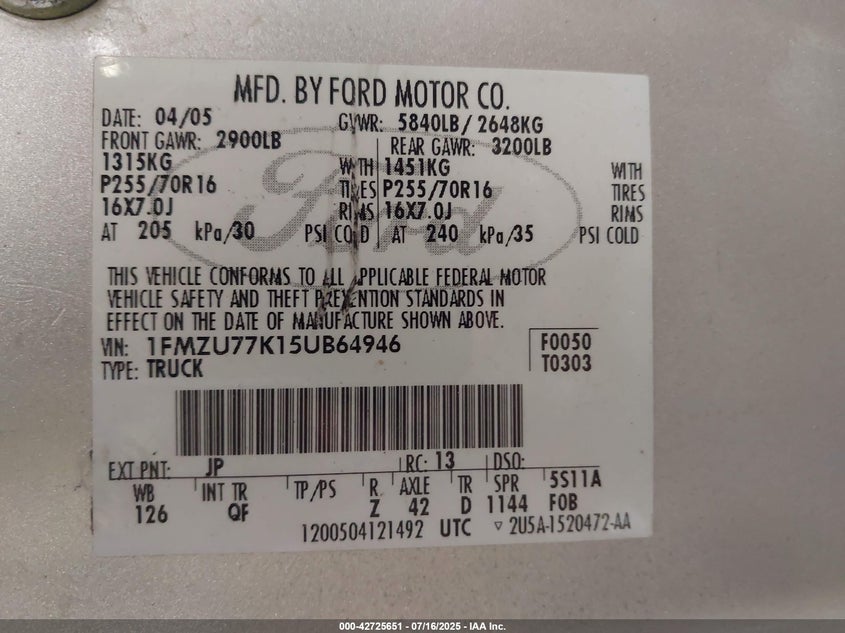 MFD. BY FORD MOTOR CO.
DATE: 04/05 GVWR: 5840LB/ 2648KG
FRONT GAWR: 2900LB REAR GAWR: 3200LB
1315KG WITH 1451KG WITH
P255/70R16 TIRES P255/70R16 TIRES
16X7.0J RIMS 16X7.0J RIMS
AT 205 kPa/30 PSI COLD AT 240 kPa/35 PSI COLD
Ford
THIS VEHICLE CONFORMS TO ALL APPLICABLE FEDERAL MOTOR
VEHICLE SAFETY AND THEFT PREVENTION STANDARDS IN
EFFECT ON THE DATE OF MANUFACTURE SHOWN ABOVE.
VIN: 1FMZU77K15UB64946 F0050
TYPE: TRUCK T0303
EXT PNT: JP RC: 13 DSO:
WB INT TR TP/PS R AXLE TR SPR 5S11A
126 QF Z 42 D 1144 FOB
1200504121492 UTC ▽ 2U5A-1520472-AA
000-42725651 - 07/16/2025 - IAA Inc.